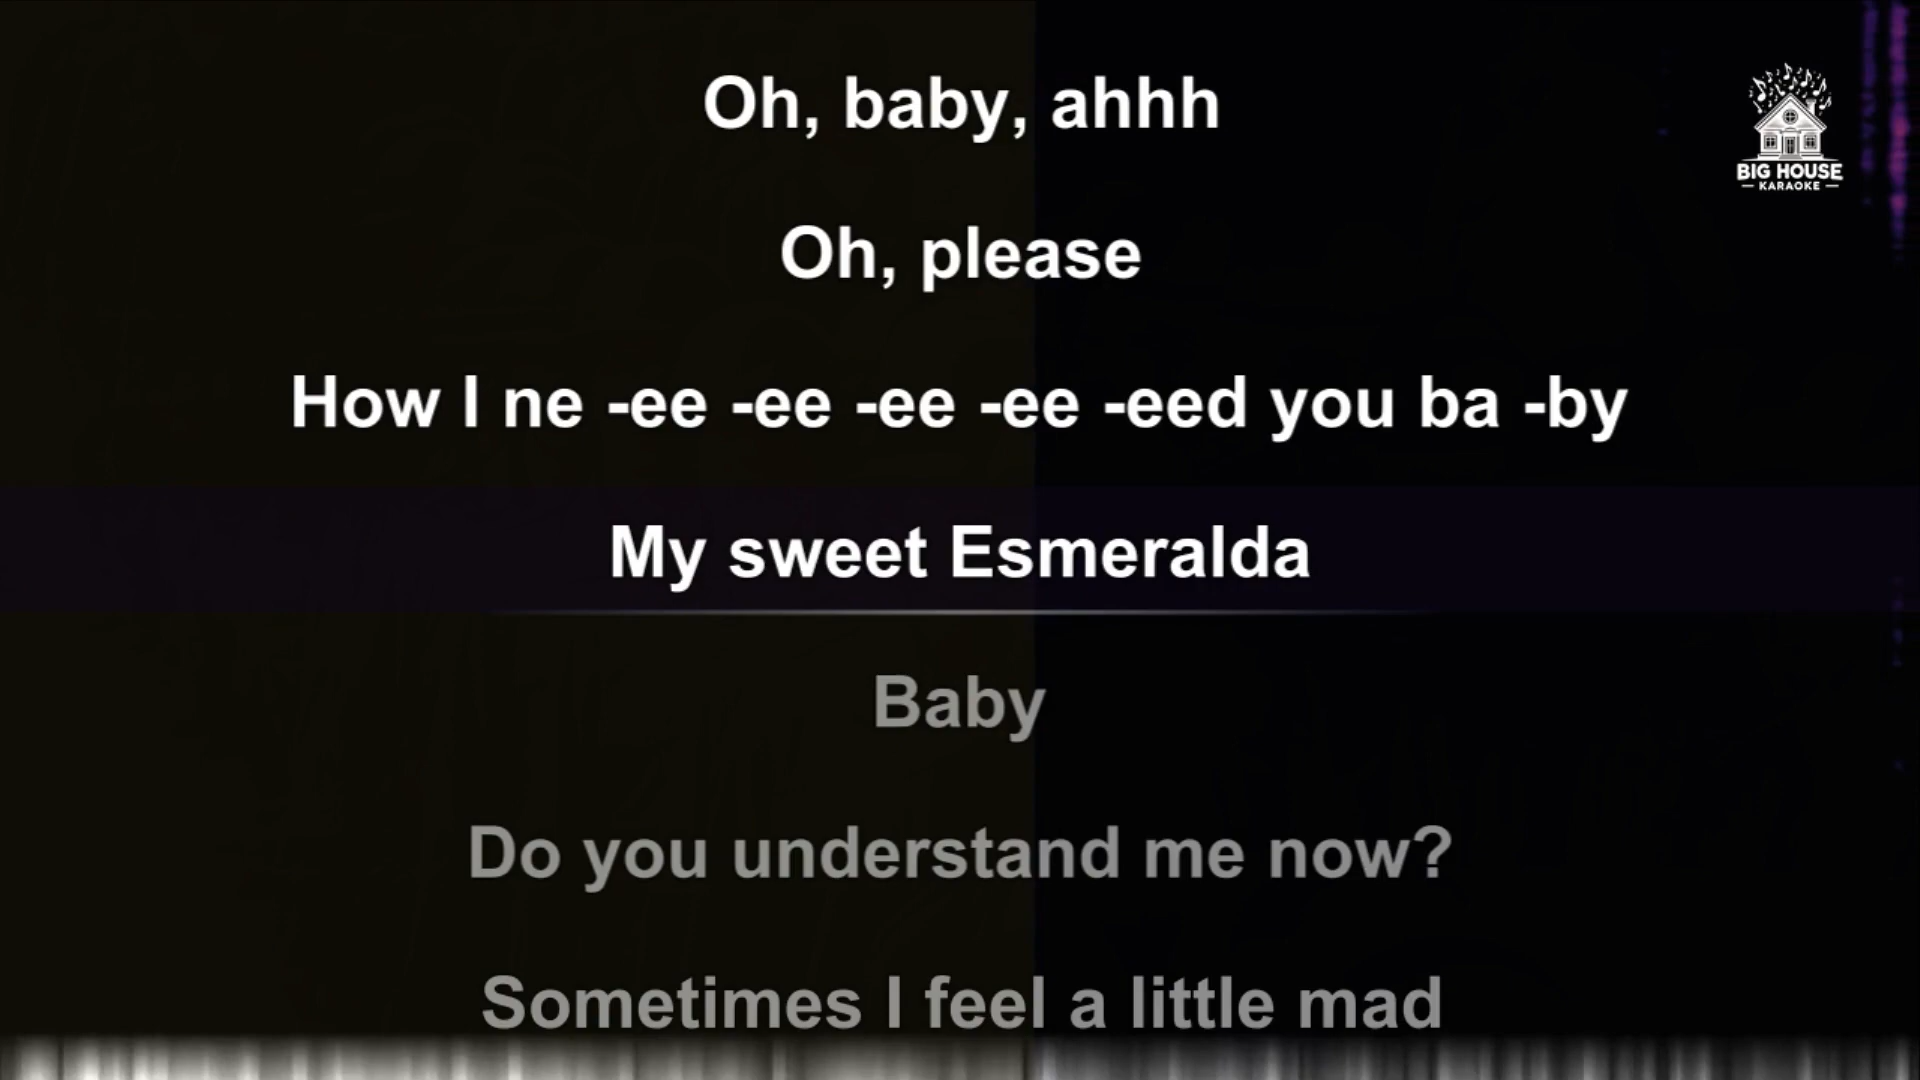 Oh, baby, ahhh
BIG HOUSE
KARAOKE
Oh, please
How I ne -ee -ee -ee -ee -eed you ba -by
My sweet Esmeralda
Baby
Do you understand me now?
Sometimes I feel a little mad